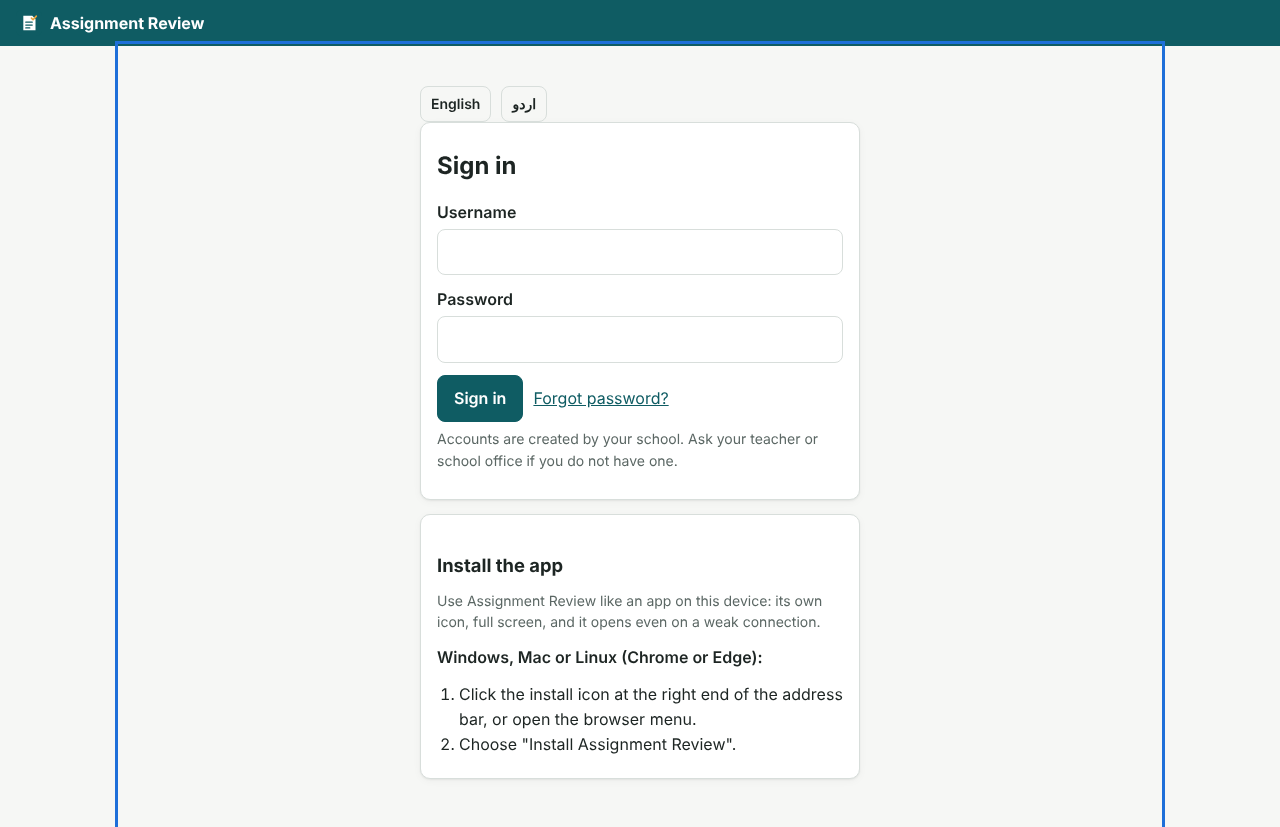 Assignment Review
English
اردو
Sign in
Username
Password
Sign in
Forgot password?
Accounts are created by your school. Ask your teacher or
school office if you do not have one.
Install the app
Use Assignment Review like an app on this device: its own
icon, full screen, and it opens even on a weak connection.
Windows, Mac or Linux (Chrome or Edge):
1. Click the install icon at the right end of the address
bar, or open the browser menu.
2. Choose "Install Assignment Review".